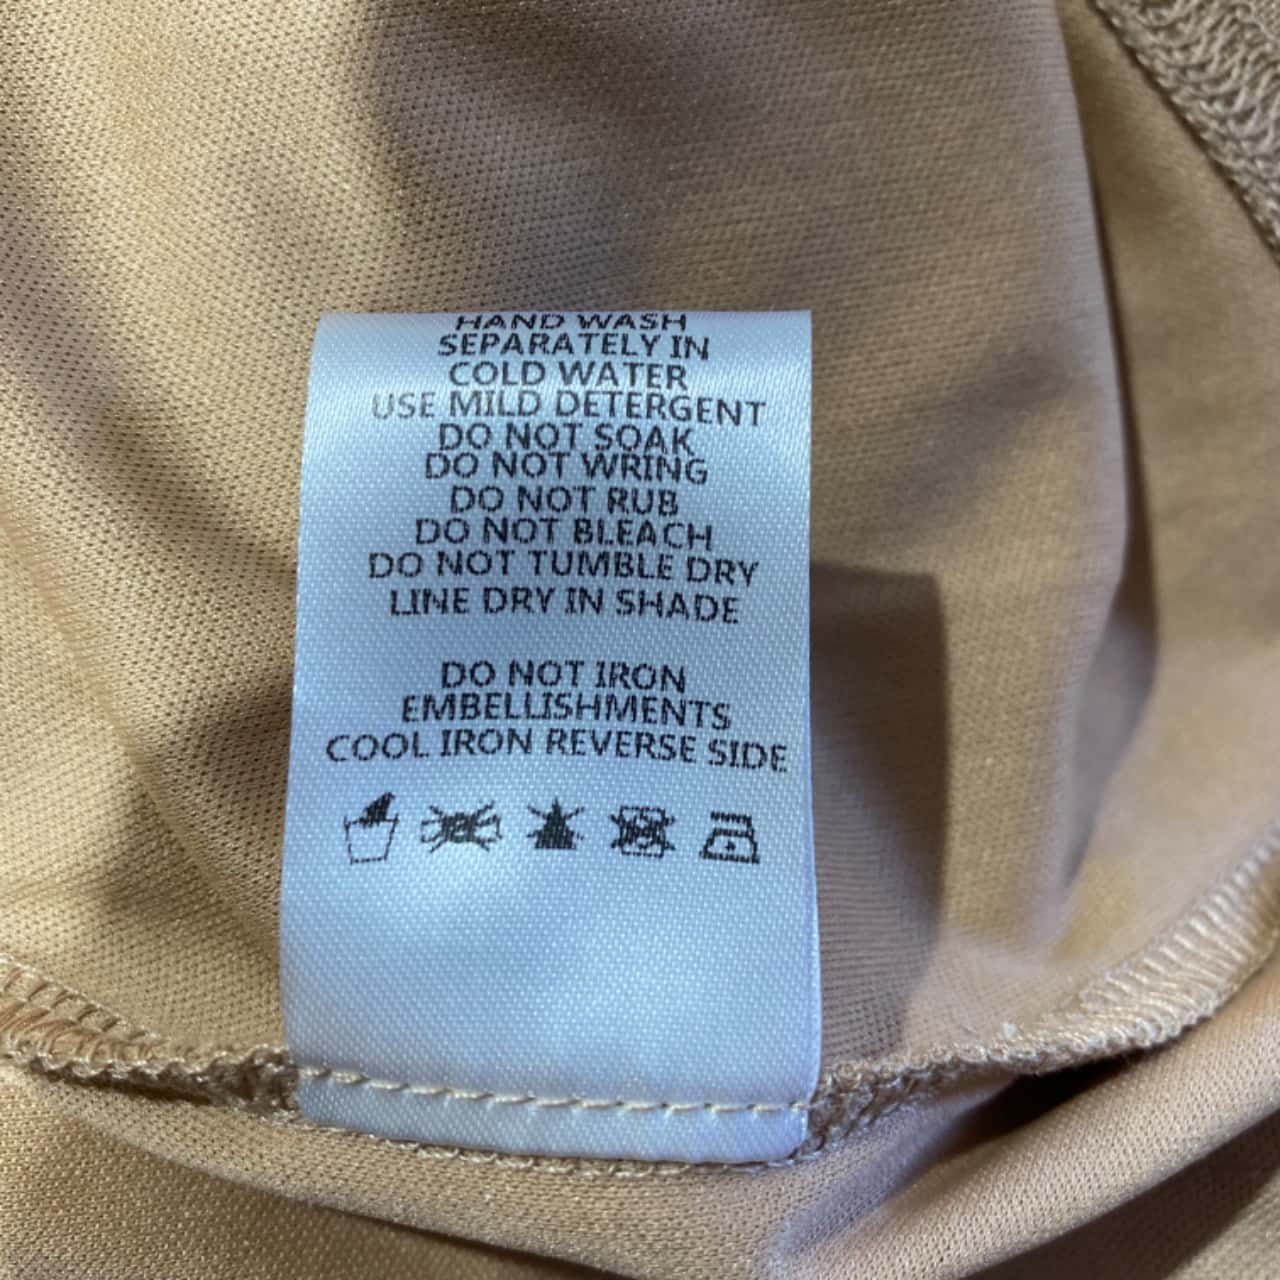 HAND WASH
SEPARATELY IN
COLD WATER
USE MILD DETERGENT
DO NOT SOAK
DO NOT WRING
DO NOT RUB
DO NOT BLEACH
DO NOT TUMBLE DRY
LINE DRY IN SHADE
DO NOT IRON
EMBELLISHMENTS
COOL IRON REVERSE SIDE